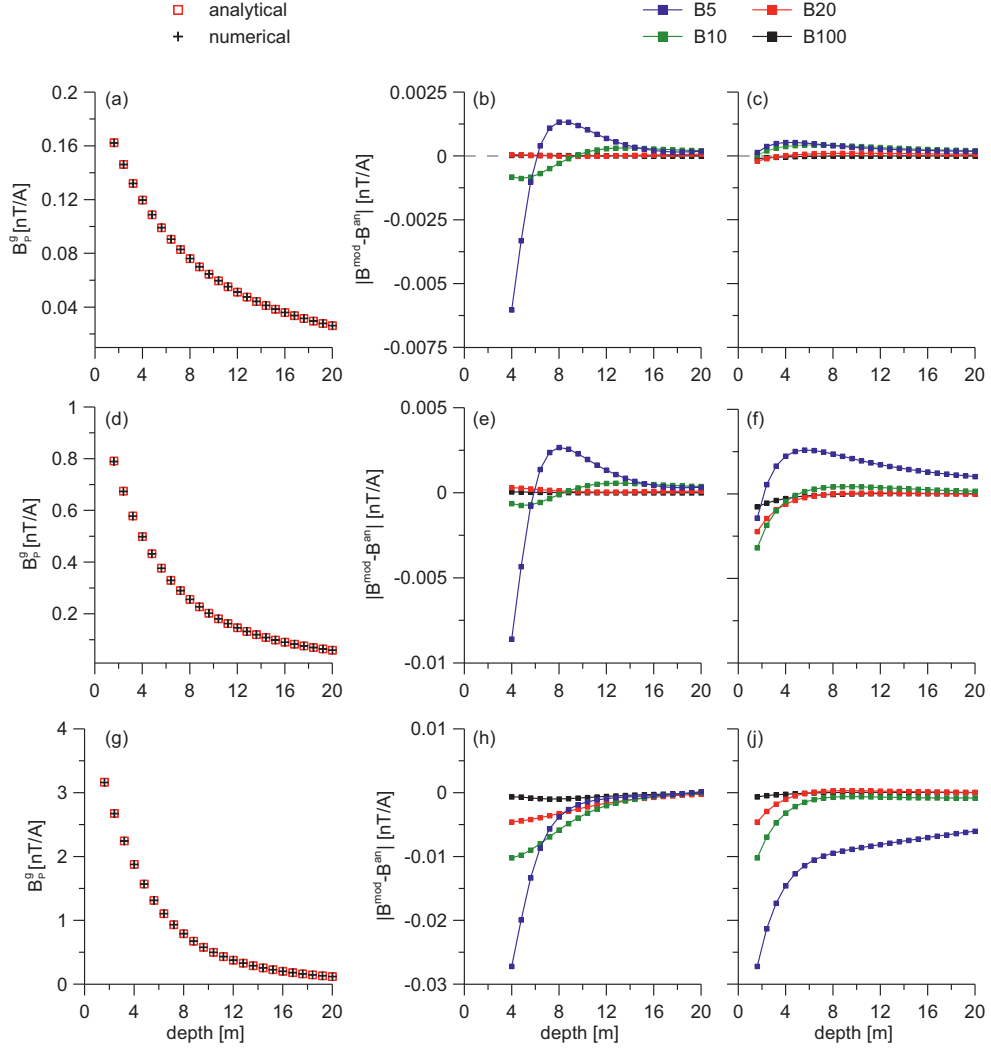 analytical
numerical
B5
B20
B10
B100
(a)
0.2
0.16
0.12
0.08
0.04
B_P^g [nT/A]
0 4 8 12 16 20
(b)
0.0025
0
-0.0025
-0.005
-0.0075
|B^mod-B^an| [nT/A]
0 4 8 12 16 20
(c)
0 4 8 12 16 20
(d)
1
0.8
0.6
0.4
0.2
B_P^g [nT/A]
0 4 8 12 16 20
(e)
0.005
0
-0.005
-0.01
|B^mod-B^an| [nT/A]
0 4 8 12 16 20
(f)
0 4 8 12 16 20
(g)
4
3
2
1
0
B_P^g [nT/A]
0 4 8 12 16 20
depth [m]
(h)
0.01
0
-0.01
-0.02
-0.03
|B^mod-B^an| [nT/A]
0 4 8 12 16 20
depth [m]
(j)
0 4 8 12 16 20
depth [m]